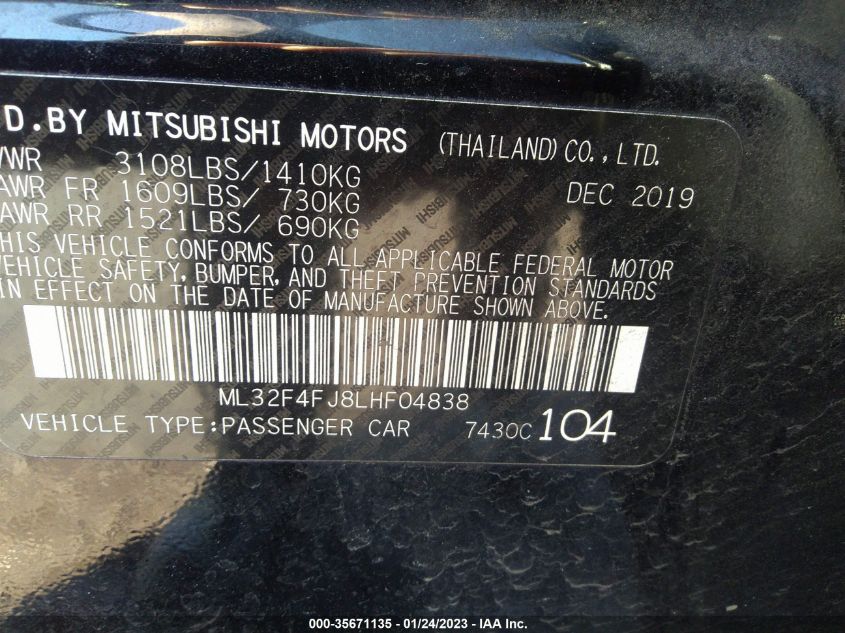 D.BY MITSUBISHI MOTORS (THAILAND)CO.,LTD.
VWR 3108LBS/1410KG DEC 2019
AWR FR 1609LBS/ 730KG
AWR RR 1521LBS/ 690KG
HIS VEHICLE CONFORMS TO ALL APPLICABLE FEDERAL MOTOR
VEHICLE SAFETY, BUMPER, AND THEFT PREVENTION STANDARDS
IN EFFECT ON THE DATE OF MANUFACTURE SHOWN ABOVE.
ML32F4FJ8LHF04838
VEHICLE TYPE:PASSENGER CAR 7430C 104
000-35671135 - 01/24/2023 - IAA Inc.